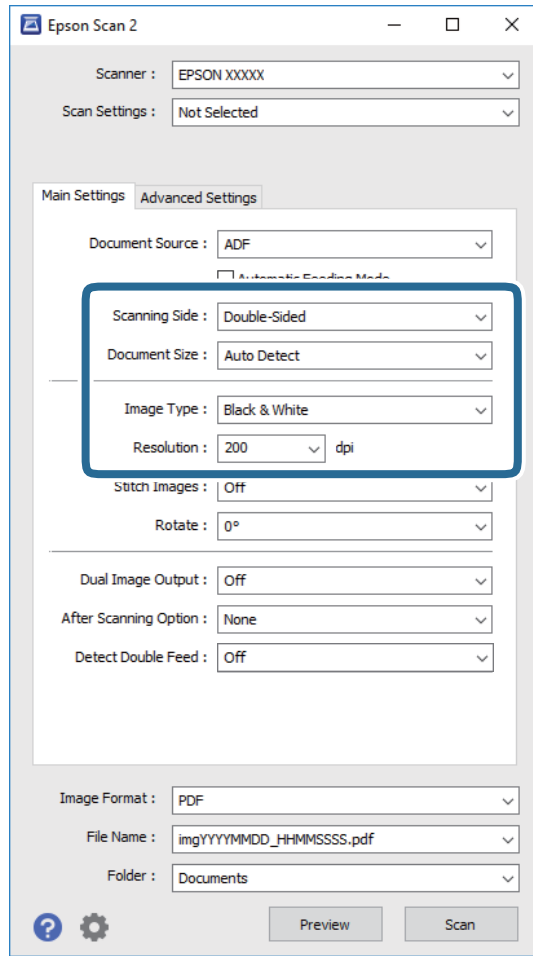 Epson Scan 2
Scanner : EPSON XXXXX
Scan Settings : Not Selected
Main Settings Advanced Settings
Document Source : ADF
Automatic Feeding Mode
Scanning Side : Double-Sided
Document Size : Auto Detect
Image Type : Black & White
Resolution : 200 dpi
Stitch Images : Off
Rotate : 0°
Dual Image Output : Off
After Scanning Option : None
Detect Double Feed : Off
Image Format : PDF
File Name : imgYYYYMMDD_HHMMSSSS.pdf
Folder : Documents
? Preview Scan